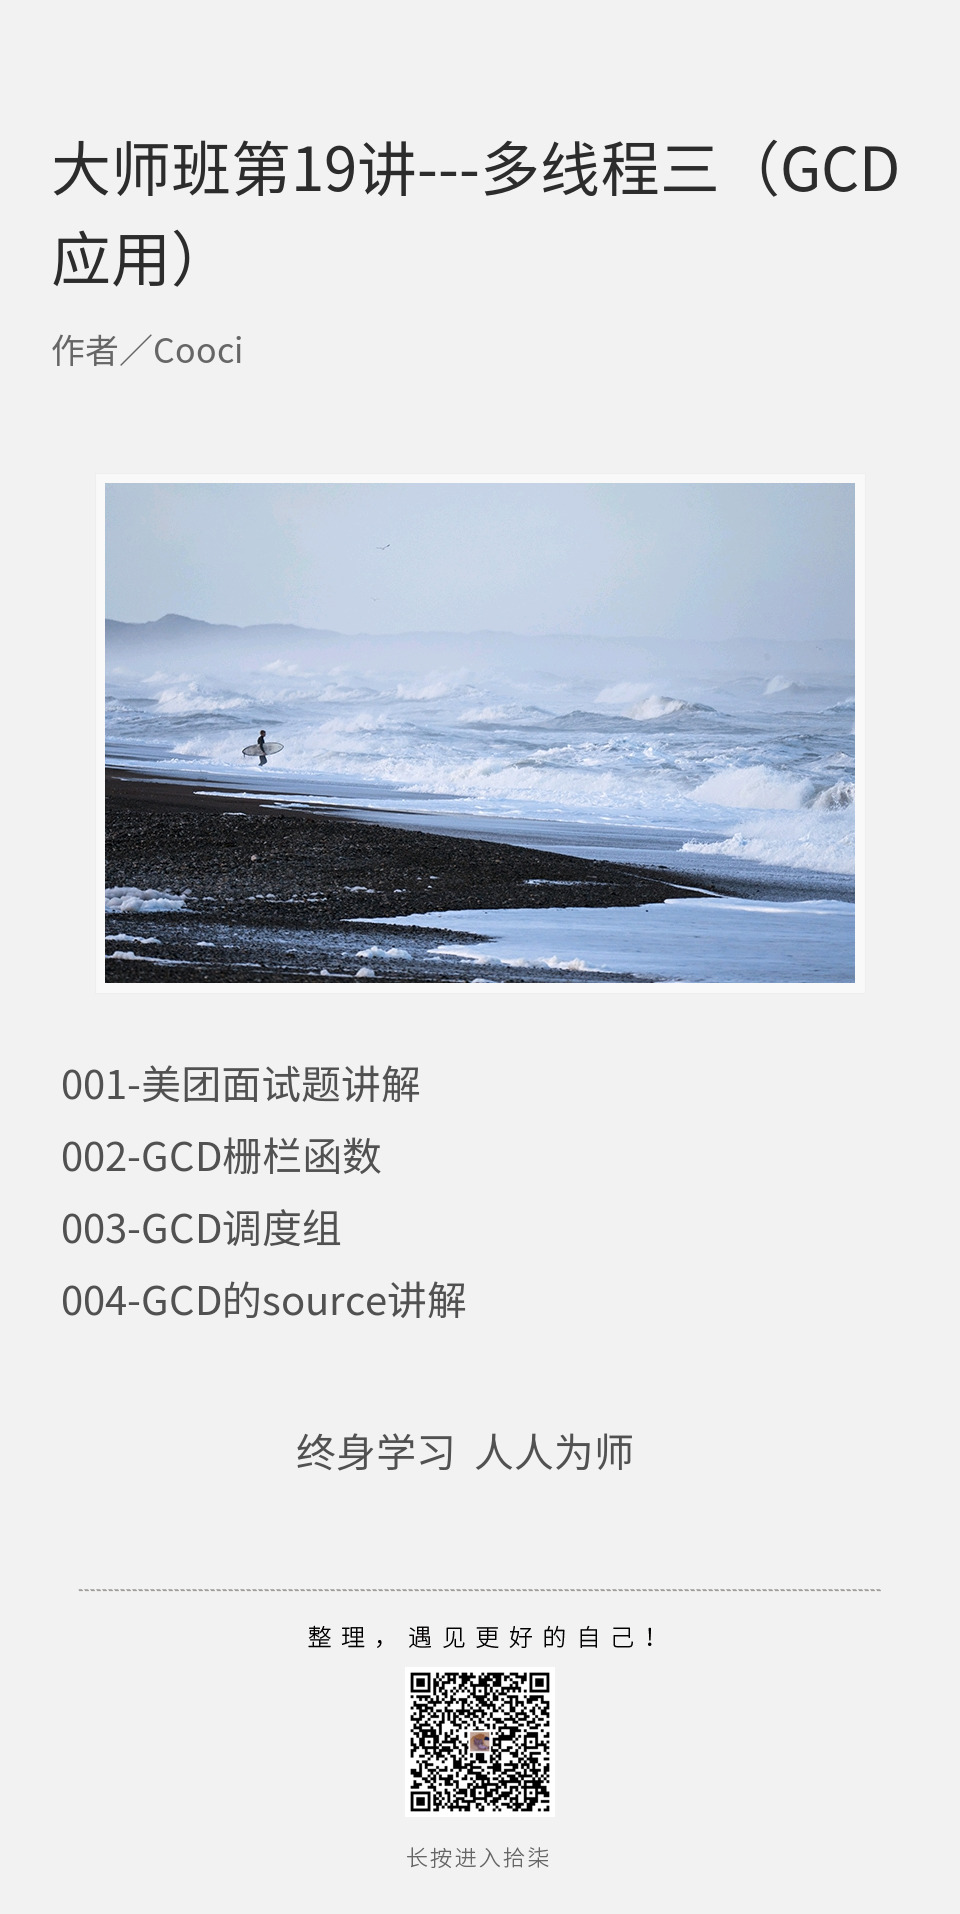 大师班第19讲---多线程三（GCD
应用）
作者／Cooci
001-美团面试题讲解
002-GCD栅栏函数
003-GCD调度组
004-GCD的source讲解
终身学习 人人为师
整理，遇见更好的自己！
长按进入拾柒